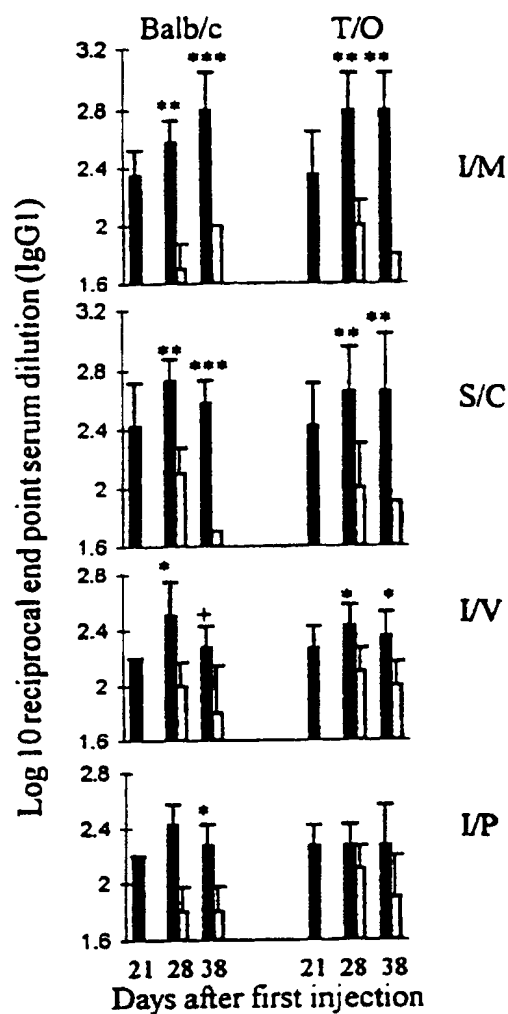 Balb/c T/O
3.2 *** ** **
2.8 **
2.4 I/M
2
1.6
3.2 **
2.8 ** *** ** S/C
2.4
2
1.6
2.8 *
2.4 + * * I/V
2
1.6
2.8
2.4 * I/P
2
1.6
21 28 38 21 28 38
Days after first injection
Log 10 reciprocal end point serum dilution (IgG1)